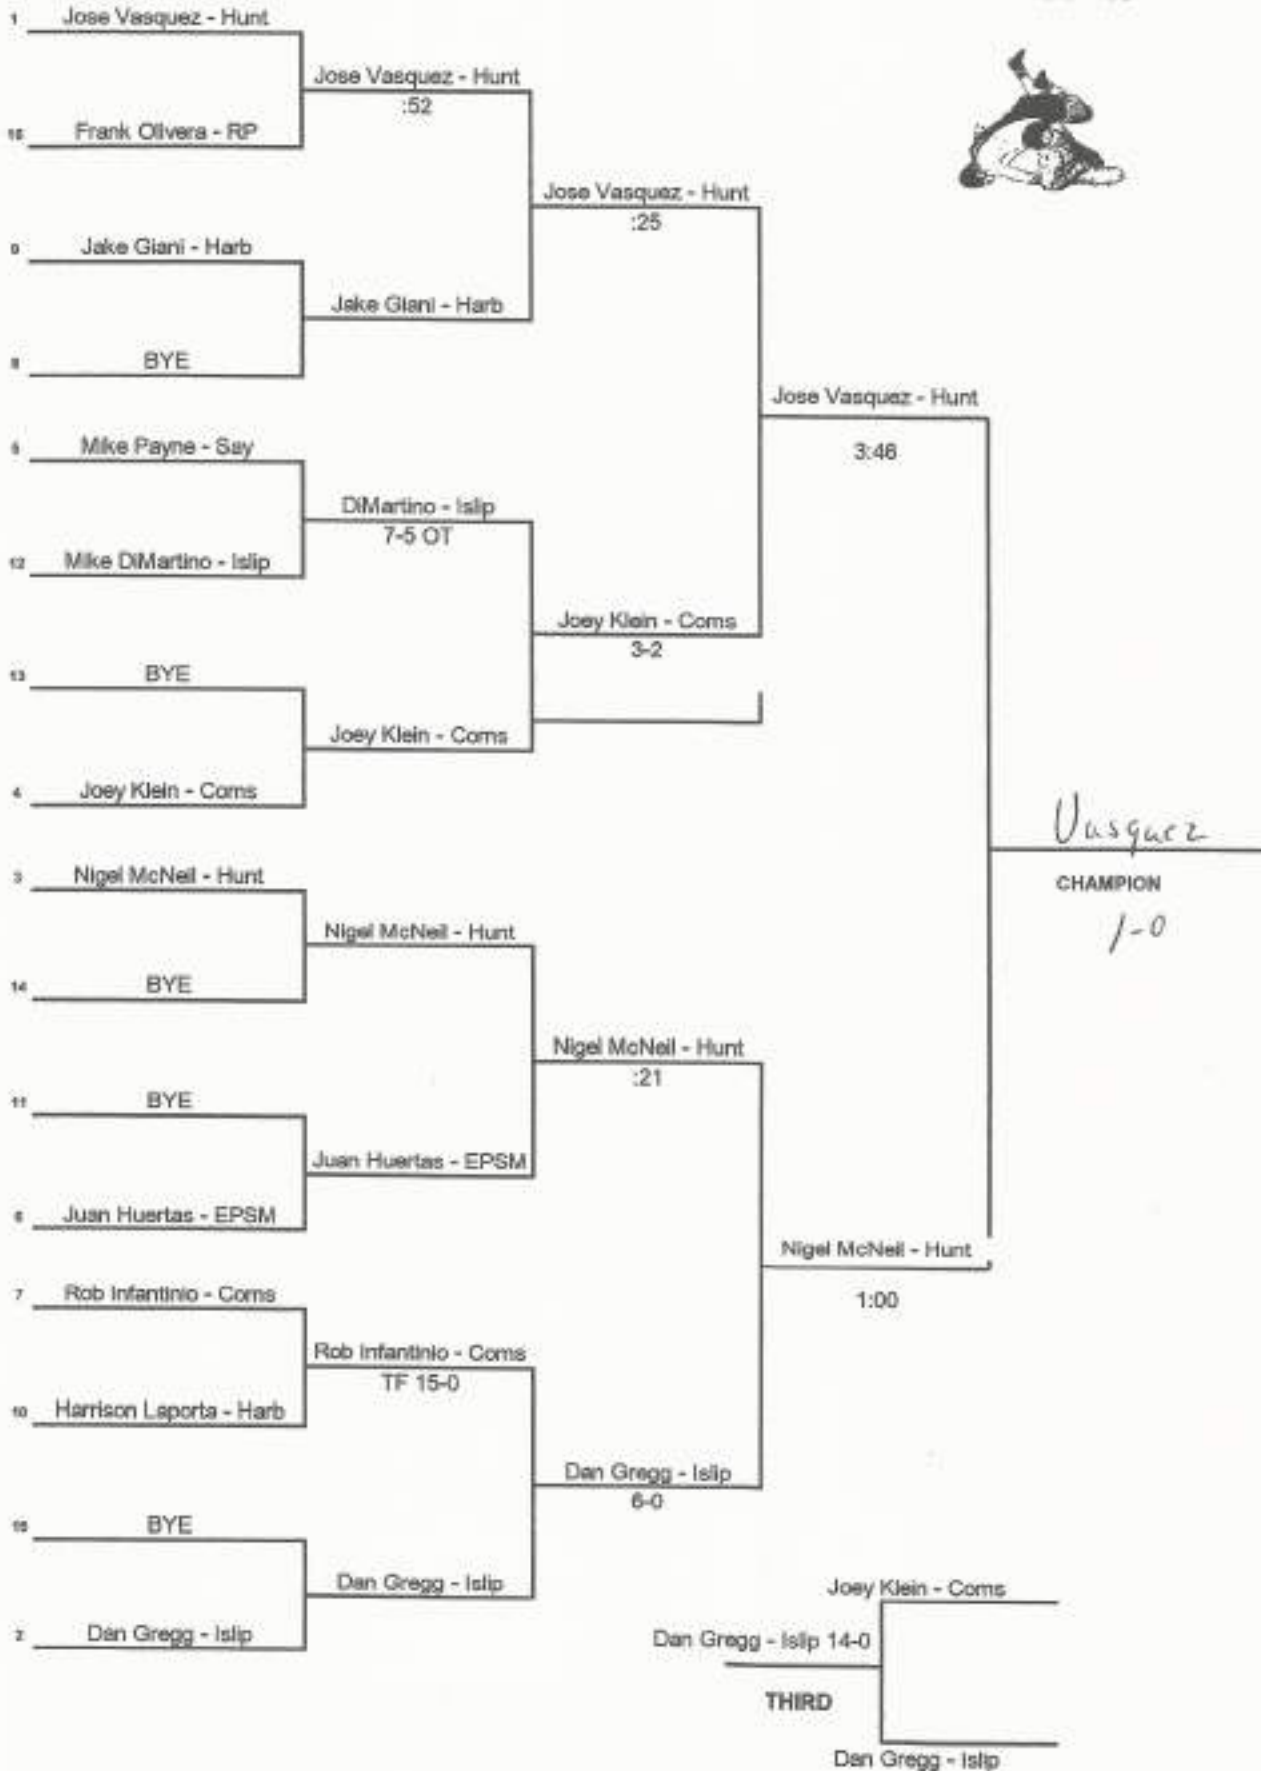 1 Jose Vasquez - Hunt
Jose Vasquez - Hunt
:52
16 Frank Olivera - RP
Jose Vasquez - Hunt
:25
9 Jake Giani - Harb
Jake Giani - Harb
8 BYE
Jose Vasquez - Hunt
3:46
5 Mike Payne - Say
DiMartino - Islip
7-5 OT
12 Mike DiMartino - Islip
Joey Klein - Coms
3-2
13 BYE
Joey Klein - Coms
4 Joey Klein - Coms
Vasquez
CHAMPION
1-0
3 Nigel McNeil - Hunt
Nigel McNeil - Hunt
14 BYE
Nigel McNeil - Hunt
:21
11 BYE
Juan Huertas - EPSM
6 Juan Huertas - EPSM
Nigel McNeil - Hunt
1:00
7 Rob Infantinio - Coms
Rob Infantinio - Coms
TF 15-0
10 Harrison Laporta - Harb
Dan Gregg - Islip
6-0
15 BYE
Dan Gregg - Islip
2 Dan Gregg - Islip
Joey Klein - Coms
Dan Gregg - Islip 14-0
THIRD
Dan Gregg - Islip